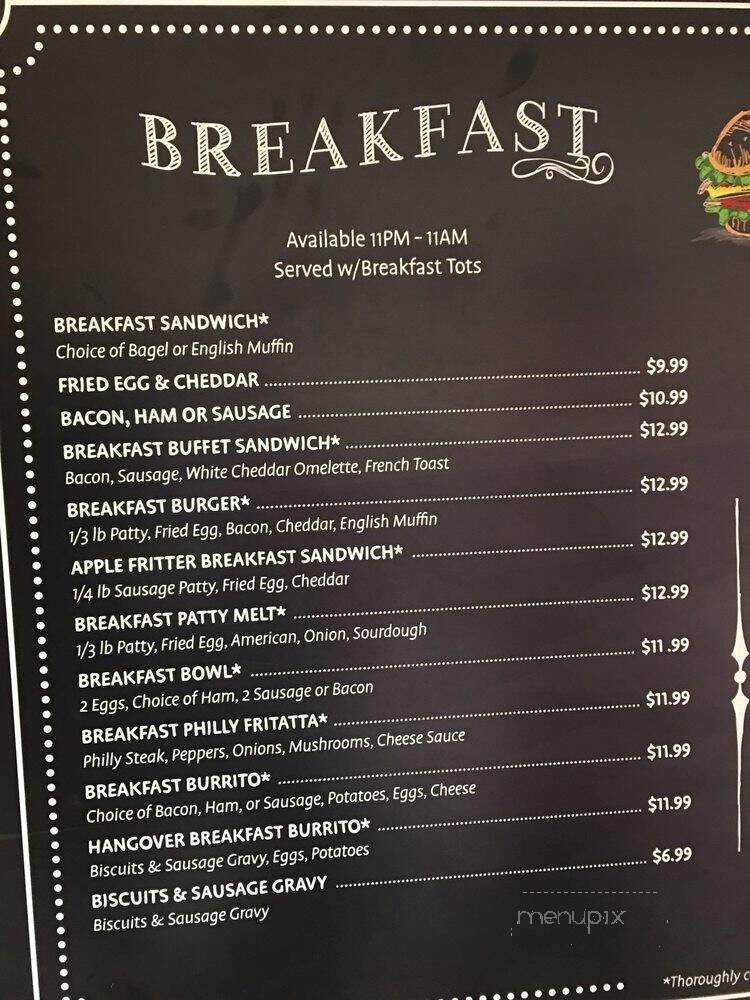 BREAKFAST
Available 11PM - 11AM
Served w/Breakfast Tots
BREAKFAST SANDWICH*
Choice of Bagel or English Muffin
FRIED EGG & CHEDDAR $9.99
BACON, HAM OR SAUSAGE $10.99
BREAKFAST BUFFET SANDWICH* $12.99
Bacon, Sausage, White Cheddar Omelette, French Toast
BREAKFAST BURGER* $12.99
1/3 lb Patty, Fried Egg, Bacon, Cheddar, English Muffin
APPLE FRITTER BREAKFAST SANDWICH* $12.99
1/4 lb Sausage Patty, Fried Egg, Cheddar
BREAKFAST PATTY MELT* $12.99
1/3 lb Patty, Fried Egg, American, Onion, Sourdough
BREAKFAST BOWL* $11.99
2 Eggs, Choice of Ham, 2 Sausage or Bacon
BREAKFAST PHILLY FRITATTA* $11.99
Philly Steak, Peppers, Onions, Mushrooms, Cheese Sauce
BREAKFAST BURRITO* $11.99
Choice of Bacon, Ham, or Sausage, Potatoes, Eggs, Cheese
HANGOVER BREAKFAST BURRITO* $11.99
Biscuits & Sausage Gravy, Eggs, Potatoes
BISCUITS & SAUSAGE GRAVY $6.99
Biscuits & Sausage Gravy
menupix
*Thoroughly